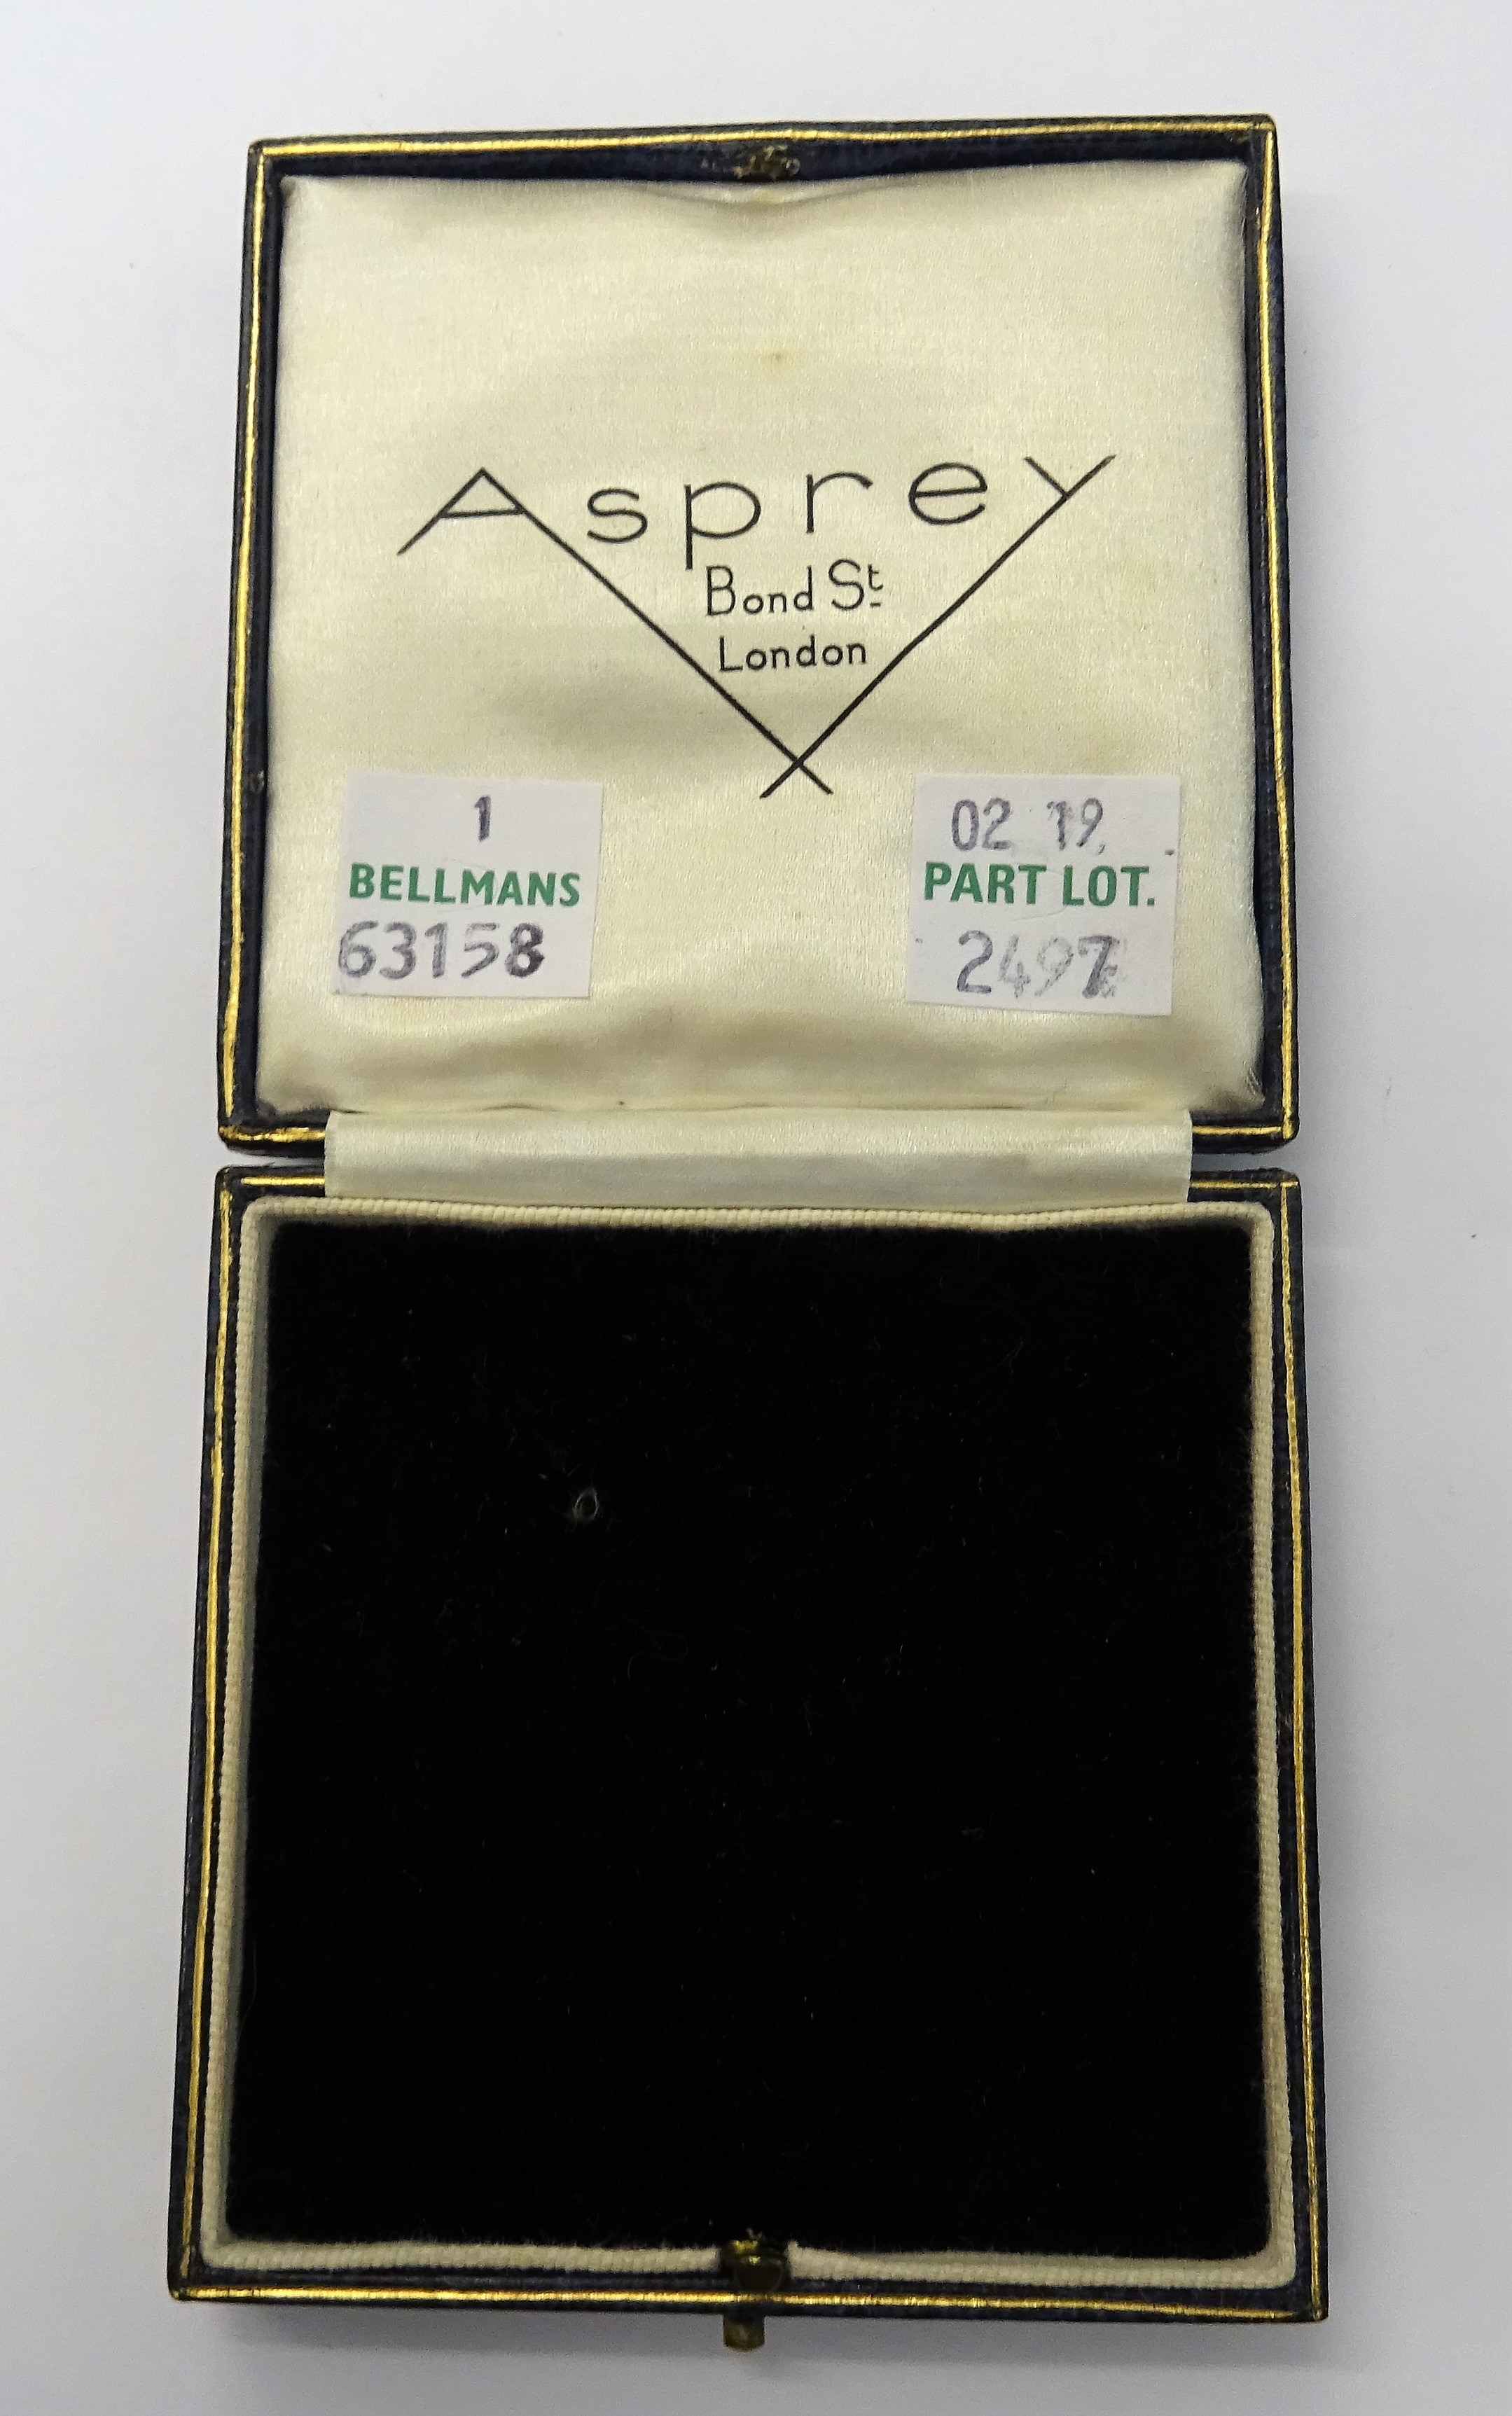 Asprey
Bond St
London
1
BELLMANS
63158
02 19
PART LOT.
2497